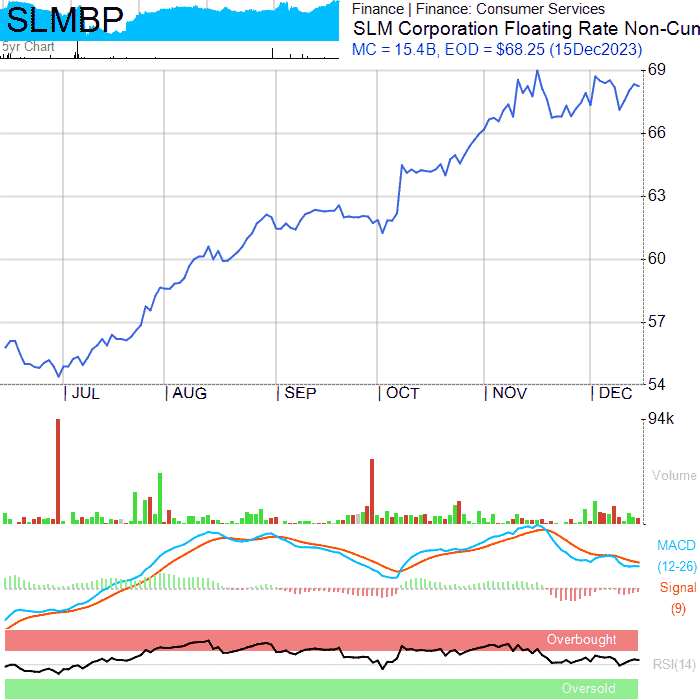 SLMBP
5yr Chart
Finance | Finance: Consumer Services
SLM Corporation Floating Rate Non-Cun
MC = 15.4B, EOD = $68.25 (15Dec2023)
69
66
63
60
57
54
JUL
AUG
SEP
OCT
NOV
DEC
94k
Volume
MACD
(12-26)
Signal
(9)
Overbought
RSI(14)
Oversold